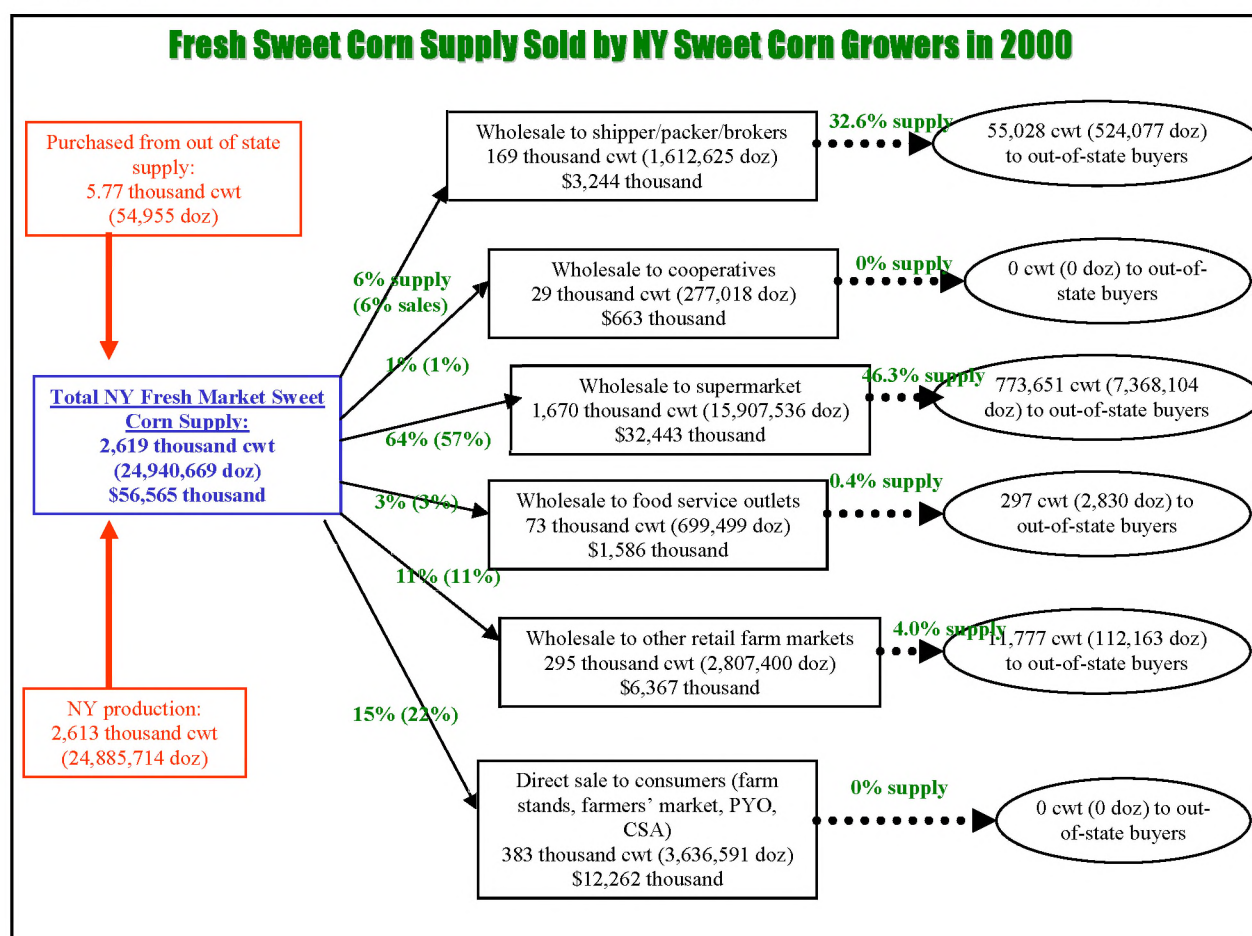 Fresh Sweet Corn Supply Sold by NY Sweet Corn Growers in 2000
Purchased from out of state
supply:
5.77 thousand cwt
(54,955 doz)
Total NY Fresh Market Sweet
Corn Supply:
2,619 thousand cwt
(24,940,669 doz)
$56,565 thousand
NY production:
2,613 thousand cwt
(24,885,714 doz)
6% supply
(6% sales)
Wholesale to shipper/packer/brokers
169 thousand cwt (1,612,625 doz)
$3,244 thousand
32.6% supply
55,028 cwt (524,077 doz)
to out-of-state buyers
1% (1%)
Wholesale to cooperatives
29 thousand cwt (277,018 doz)
$663 thousand
0% supply
0 cwt (0 doz) to out-of-
state buyers
64% (57%)
Wholesale to supermarket
1,670 thousand cwt (15,907,536 doz)
$32,443 thousand
46.3% supply
773,651 cwt (7,368,104
doz) to out-of-state buyers
3% (3%)
Wholesale to food service outlets
73 thousand cwt (699,499 doz)
$1,586 thousand
0.4% supply
297 cwt (2,830 doz) to
out-of-state buyers
11% (11%)
Wholesale to other retail farm markets
295 thousand cwt (2,807,400 doz)
$6,367 thousand
4.0% supply
11,777 cwt (112,163 doz)
to out-of-state buyers
15% (22%)
Direct sale to consumers (farm
stands, farmers' market, PYO,
CSA)
383 thousand cwt (3,636,591 doz)
$12,262 thousand
0% supply
0 cwt (0 doz) to out-
of-state buyers